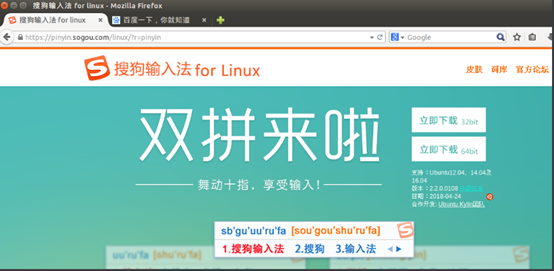 搜狗输入法 for linux - Mozilla Firefox
搜狗输入法 for linux
百度一下，你就知道
https://pinyin.sogou.com/linux/?r=pinyin
Google
搜狗输入法 for Linux
皮肤 词库 官方论坛
双拼来啦
舞动十指，享受输入！
立即下载 32bit
立即下载 64bit
支持：Ubuntu12.04、14.04及
16.04
版本：2.2.0.0108
日期：2018-04-24
合作开发: Ubuntu Kylin团队
sb'gu'uu'ru'fa [sou'gou'shu'ru'fa]
1.搜狗输入法 2.搜狗 3.输入法
uu'ru'fa [shu'ru'fa]